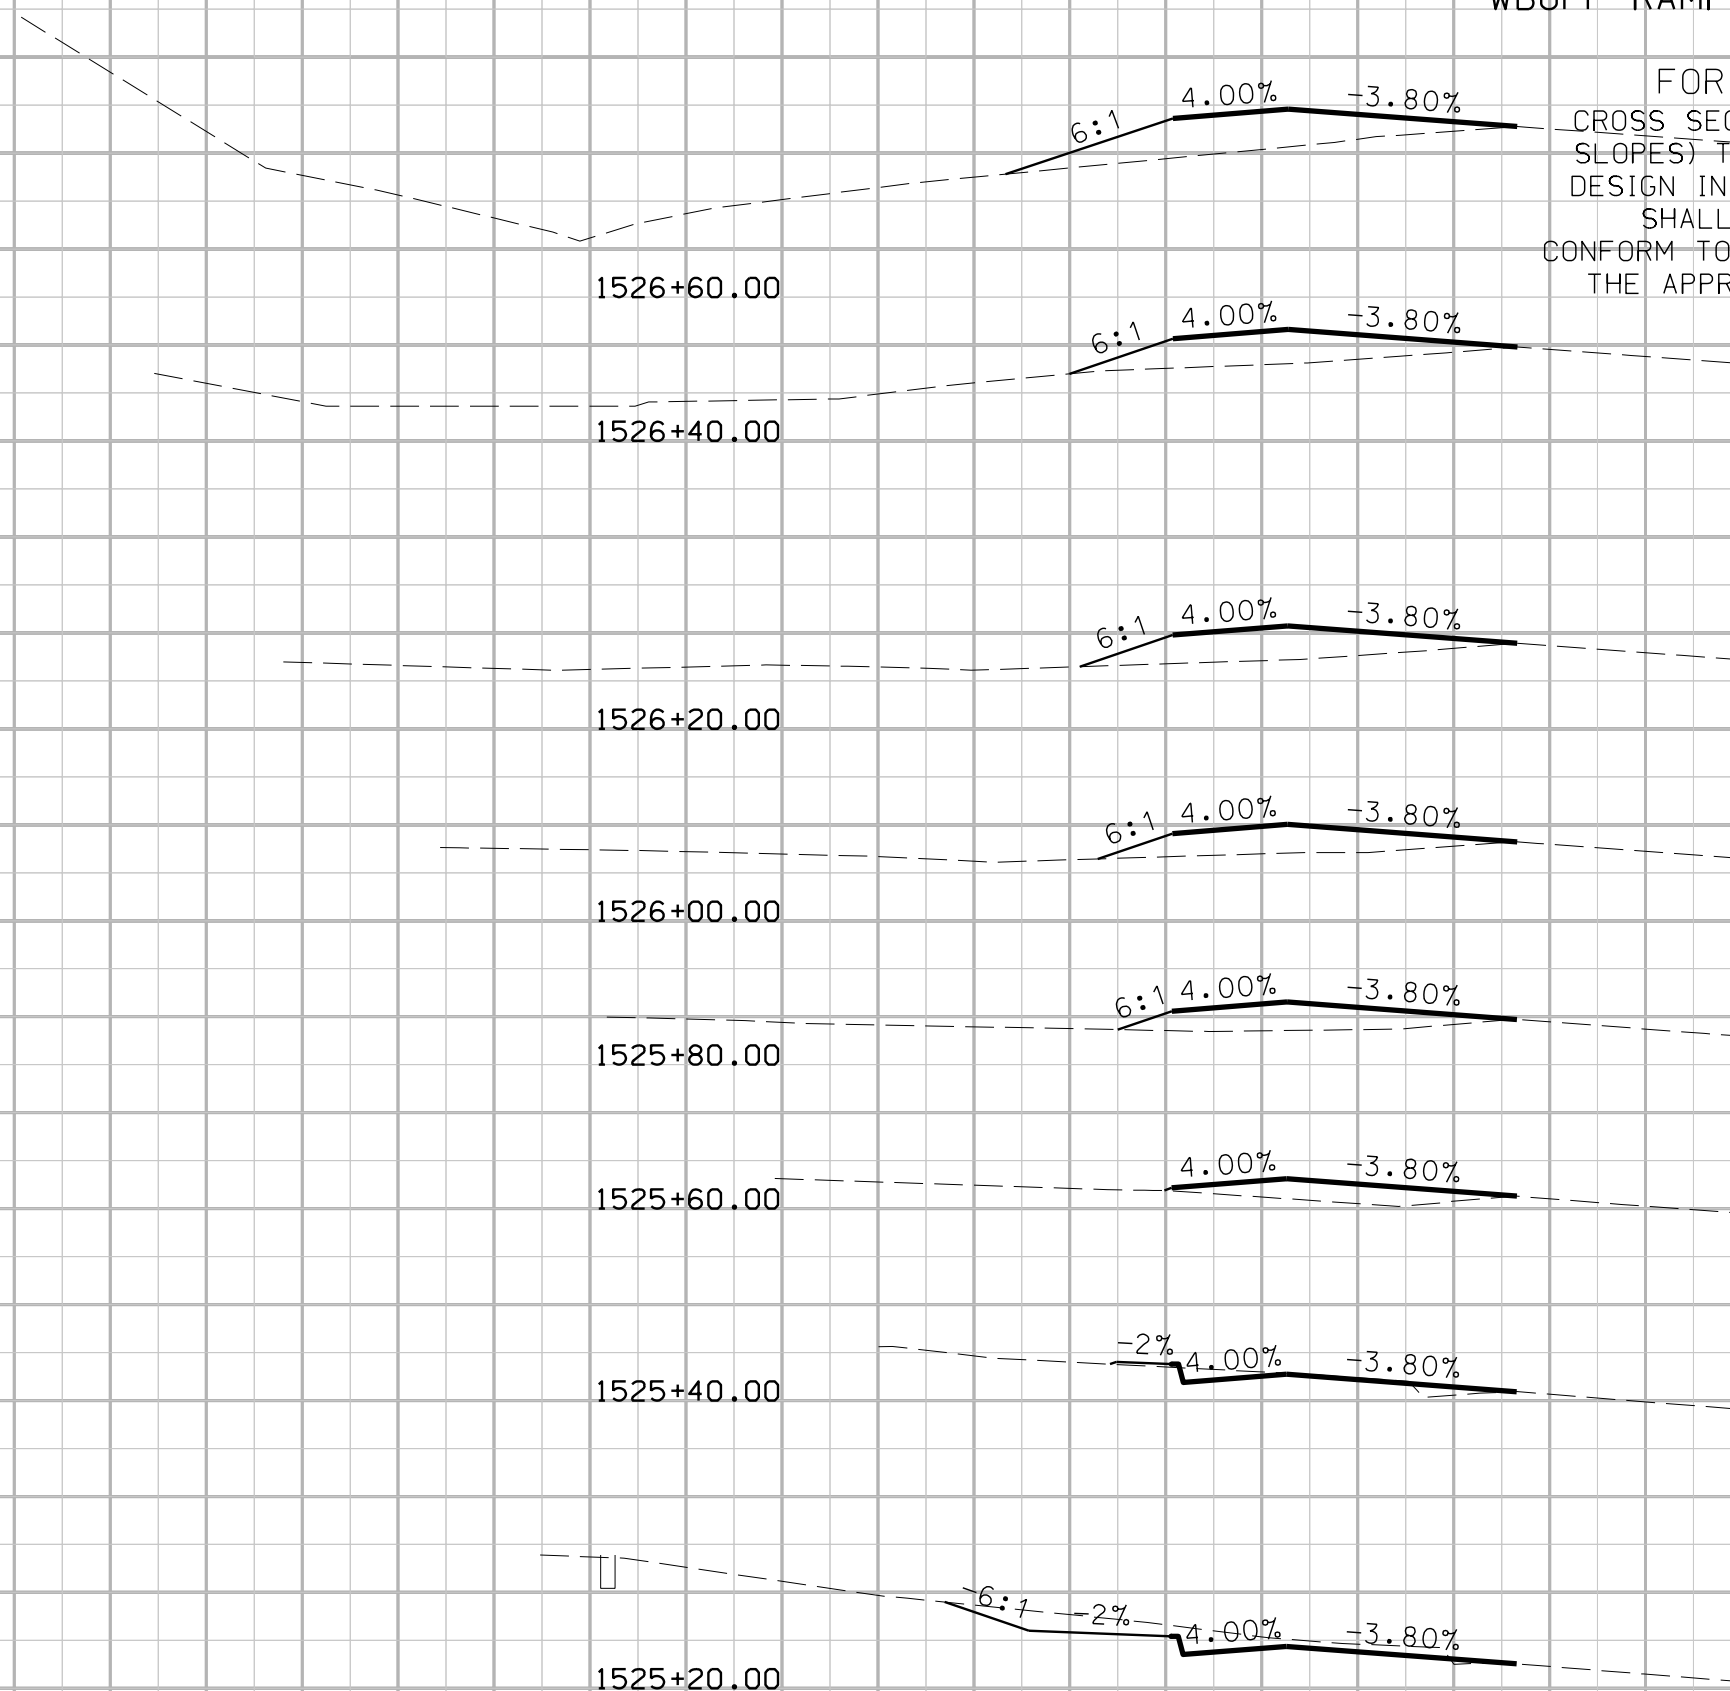 FOR
4.00% -3.80%
6:1
CROSS SEC
SLOPES) T
DESIGN IN
SHALL
CONFORM TO
THE APPR
1526+60.00
4.00% -3.80%
6:1
1526+40.00
4.00% -3.80%
6:1
1526+20.00
4.00% -3.80%
6:1
1526+00.00
4.00% -3.80%
6:1
1525+80.00
4.00% -3.80%
1525+60.00
-2% 4.00% -3.80%
1525+40.00
-6:1 -2% 4.00% -3.80%
1525+20.00